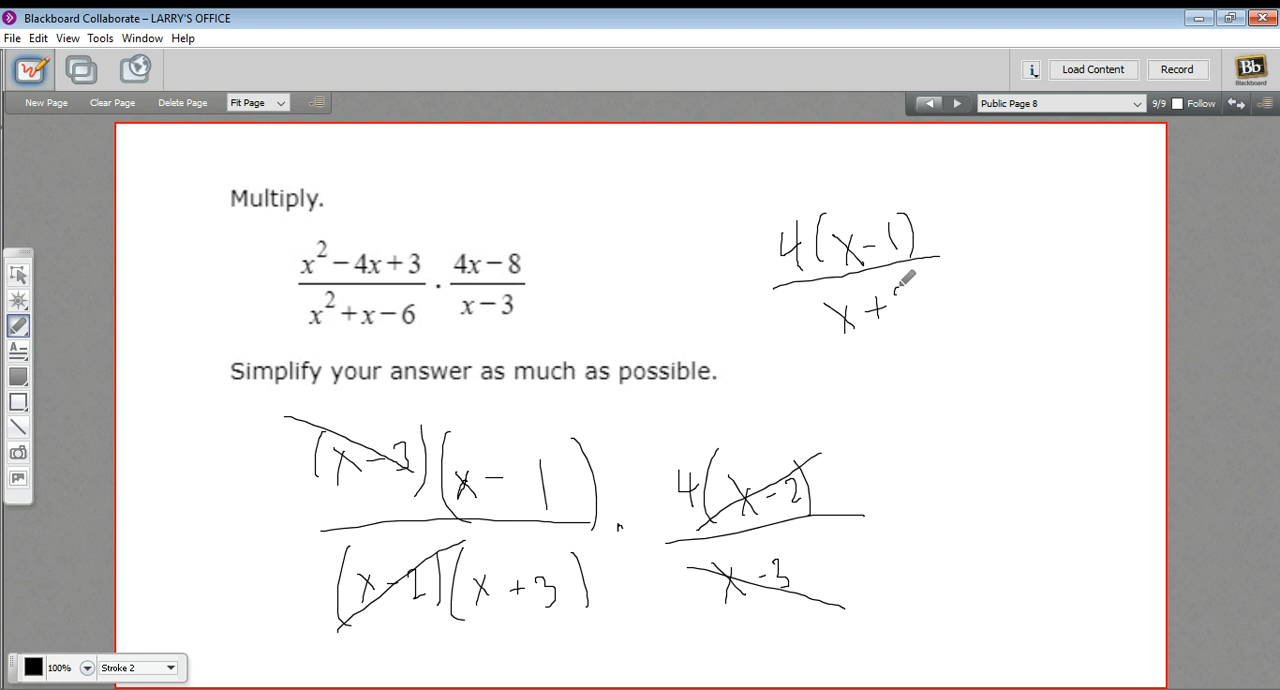 Blackboard Collaborate – LARRY'S OFFICE
File Edit View Tools Window Help
i Load Content Record Bb Blackboard
New Page Clear Page Delete Page Fit Page Public Page 8 9/9 Follow
Multiply.
x² − 4x + 3 / x² + x − 6 · 4x − 8 / x − 3
4(x − 1) / x +
Simplify your answer as much as possible.
(x − 3)(x − 1) / (x − 2)(x + 3) · 4(x − 2) / x − 3
100% Stroke 2